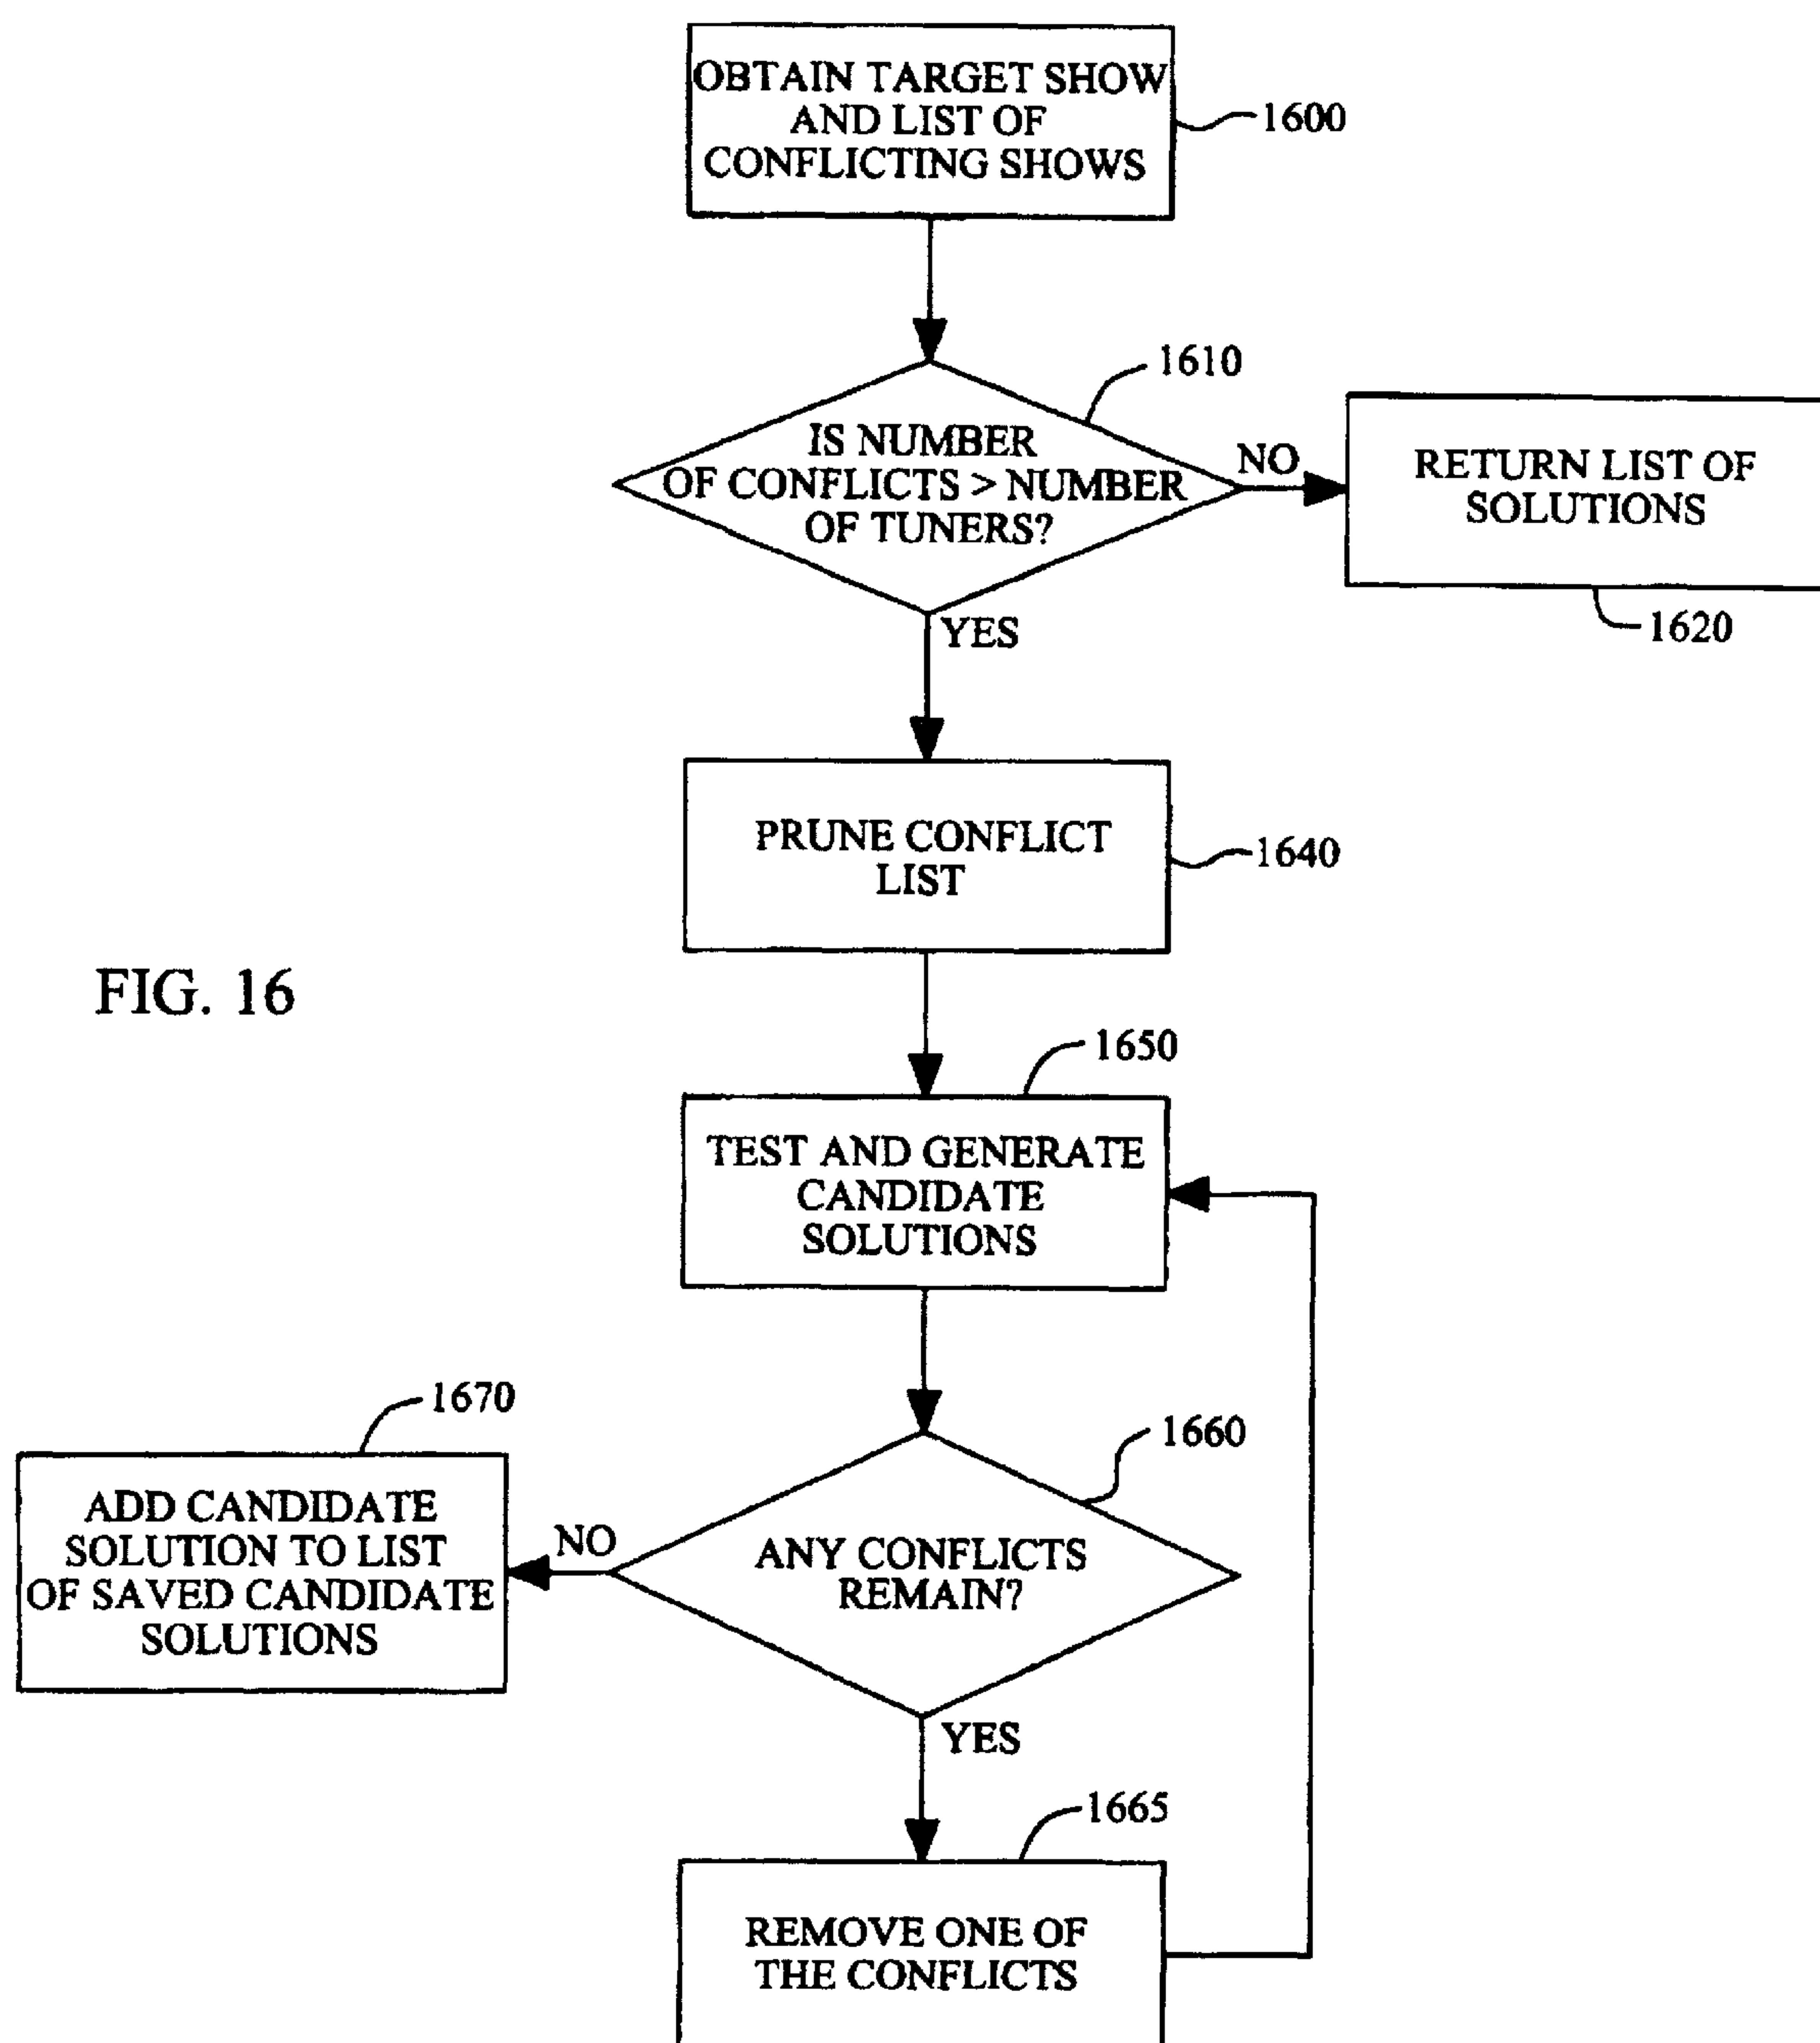 OBTAIN TARGET SHOW
AND LIST OF
CONFLICTING SHOWS
1600
1610
IS NUMBER
OF CONFLICTS > NUMBER
OF TUNERS?
NO
RETURN LIST OF
SOLUTIONS
1620
YES
PRUNE CONFLICT
LIST
1640
FIG. 16
1650
TEST AND GENERATE
CANDIDATE
SOLUTIONS
1670
1660
ADD CANDIDATE
SOLUTION TO LIST
OF SAVED CANDIDATE
SOLUTIONS
NO
ANY CONFLICTS
REMAIN?
YES
1665
REMOVE ONE OF
THE CONFLICTS